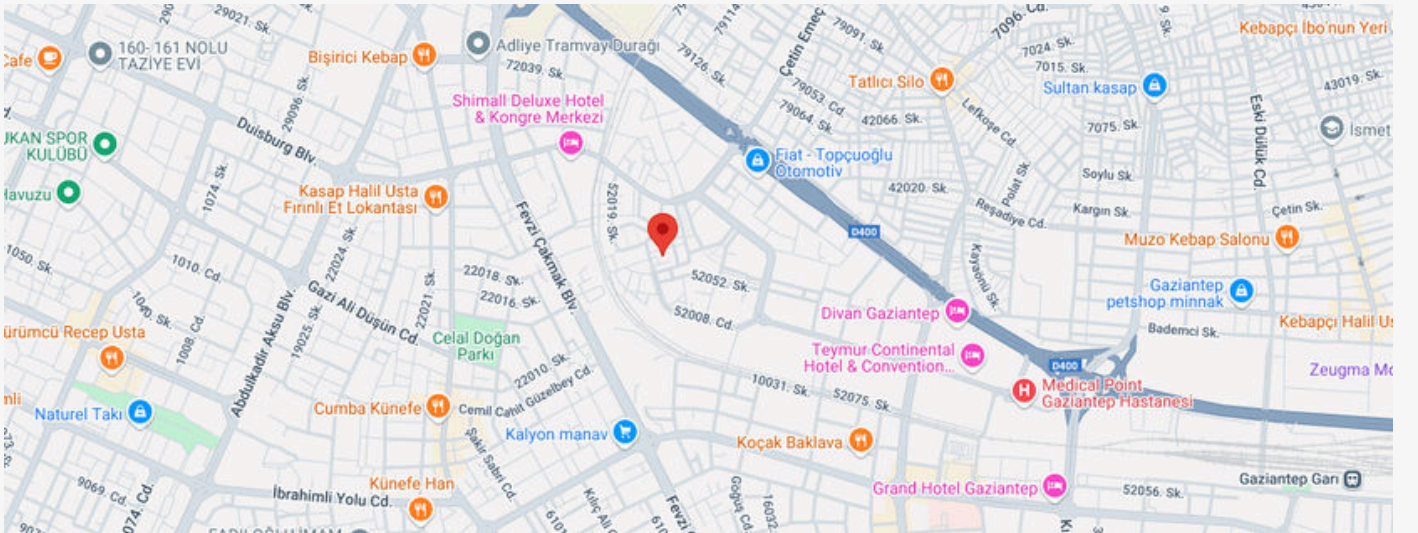 29021. Sk.
79126. Sk.
79091. Sk.
7096. Cd.
Kebapçı İbo'nun Yeri
Cafe
160- 161 NOLU
TAZİYE EVİ
Bişirici Kebap
Adliye Tramvay Durağı
72039. Sk.
Çetin Emeç
7024. Sk.
7015. Sk.
43019. Sk.
Tatlıcı Silo
Sultan kasap
29096. Sk.
Shimall Deluxe Hotel
& Kongre Merkezi
79053. Cd.
79064. Sk.
42066. Sk.
Lefkoşe Cd.
7075. Sk.
Eski Dülük Cd.
İsmet
Duisburg Blv.
SPOR
KULÜBÜ
Fiat - Topçuoğlu
Otomotiv
1074. Sk.
Polat Sk.
Soylu Sk.
Kasap Halil Usta
Fırınlı Et Lokantası
52019. Sk.
42020. Sk.
Reşadiye Cd.
Kargın Sk.
Çetin Sk.
Fevzi Çakmak Blv.
D400
Muzo Kebap Salonu
1050. Sk.
1010. Cd.
22024. Sk.
22018. Sk.
22016. Sk.
22021. Sk.
52052. Sk.
Kayaönü Sk.
Gaziantep
petshop minnak
Gazi Ali Düşün Cd.
Abdulkadir Aksu Blv.
19025. Sk.
1008. Cd.
52008. Cd.
Divan Gaziantep
Bademci Sk.
Kebapçı Halil
Recep Usta
Celal Doğan
Parkı
Teymur Continental
Hotel & Convention...
D400
Zeugma
22010. Sk.
Cemil Cahit Güzelbey Cd.
10031. Sk.
52075. Sk.
Medical Point
Gaziantep Hastanesi
Naturel Takı
Cumba Künefe
Kalyon manav
Koçak Baklava
Şakir Sabri Cd.
9069. Cd.
Künefe Han
İbrahimli Yolu Cd.
Grand Hotel Gaziantep
52056. Sk.
Gaziantep Garı
Göğüş Cd.
Fevzi